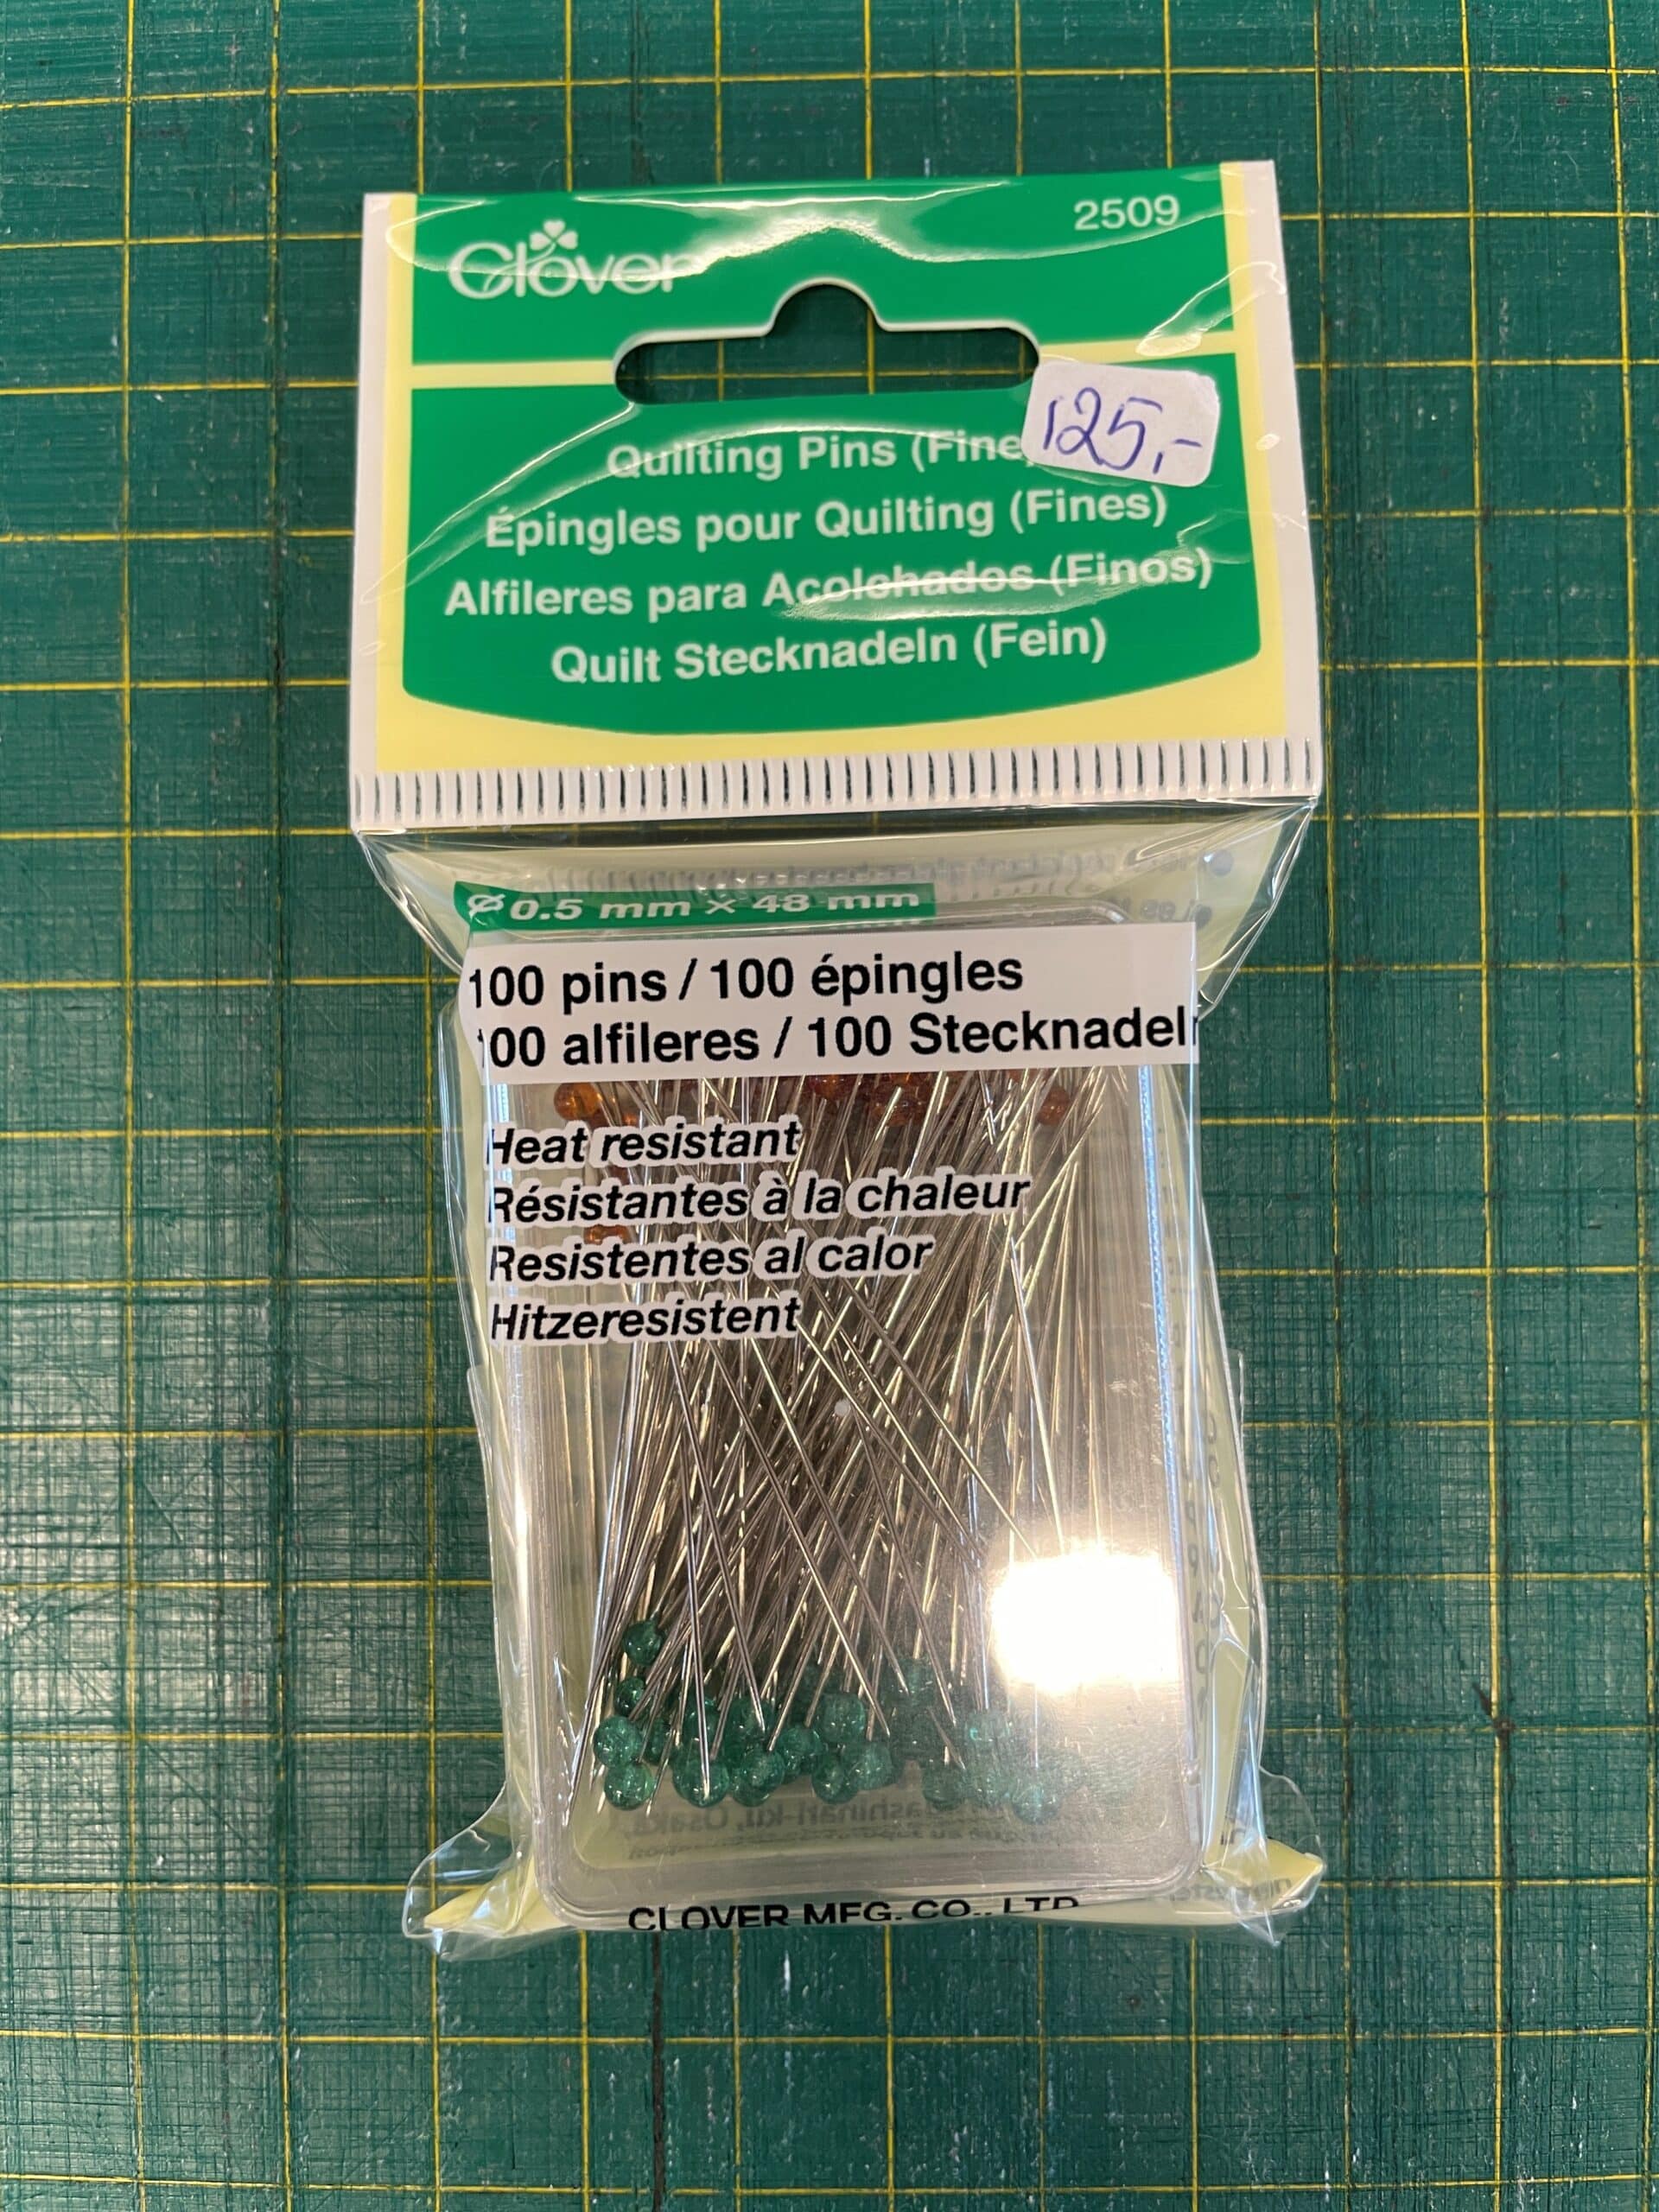 Clover
2509
125,-
Quilting Pins (Fine
Épingles pour Quilting (Fines)
Alfileres para Acolchados (Finos)
Quilt Stecknadeln (Fein)
Ø 0.5 mm × 48 mm
100 pins / 100 épingles
100 alfileres / 100 Stecknadeln
Heat resistant
Résistantes à la chaleur
Resistentes al calor
Hitzeresistent
CLOVER MFG. CO., LTD